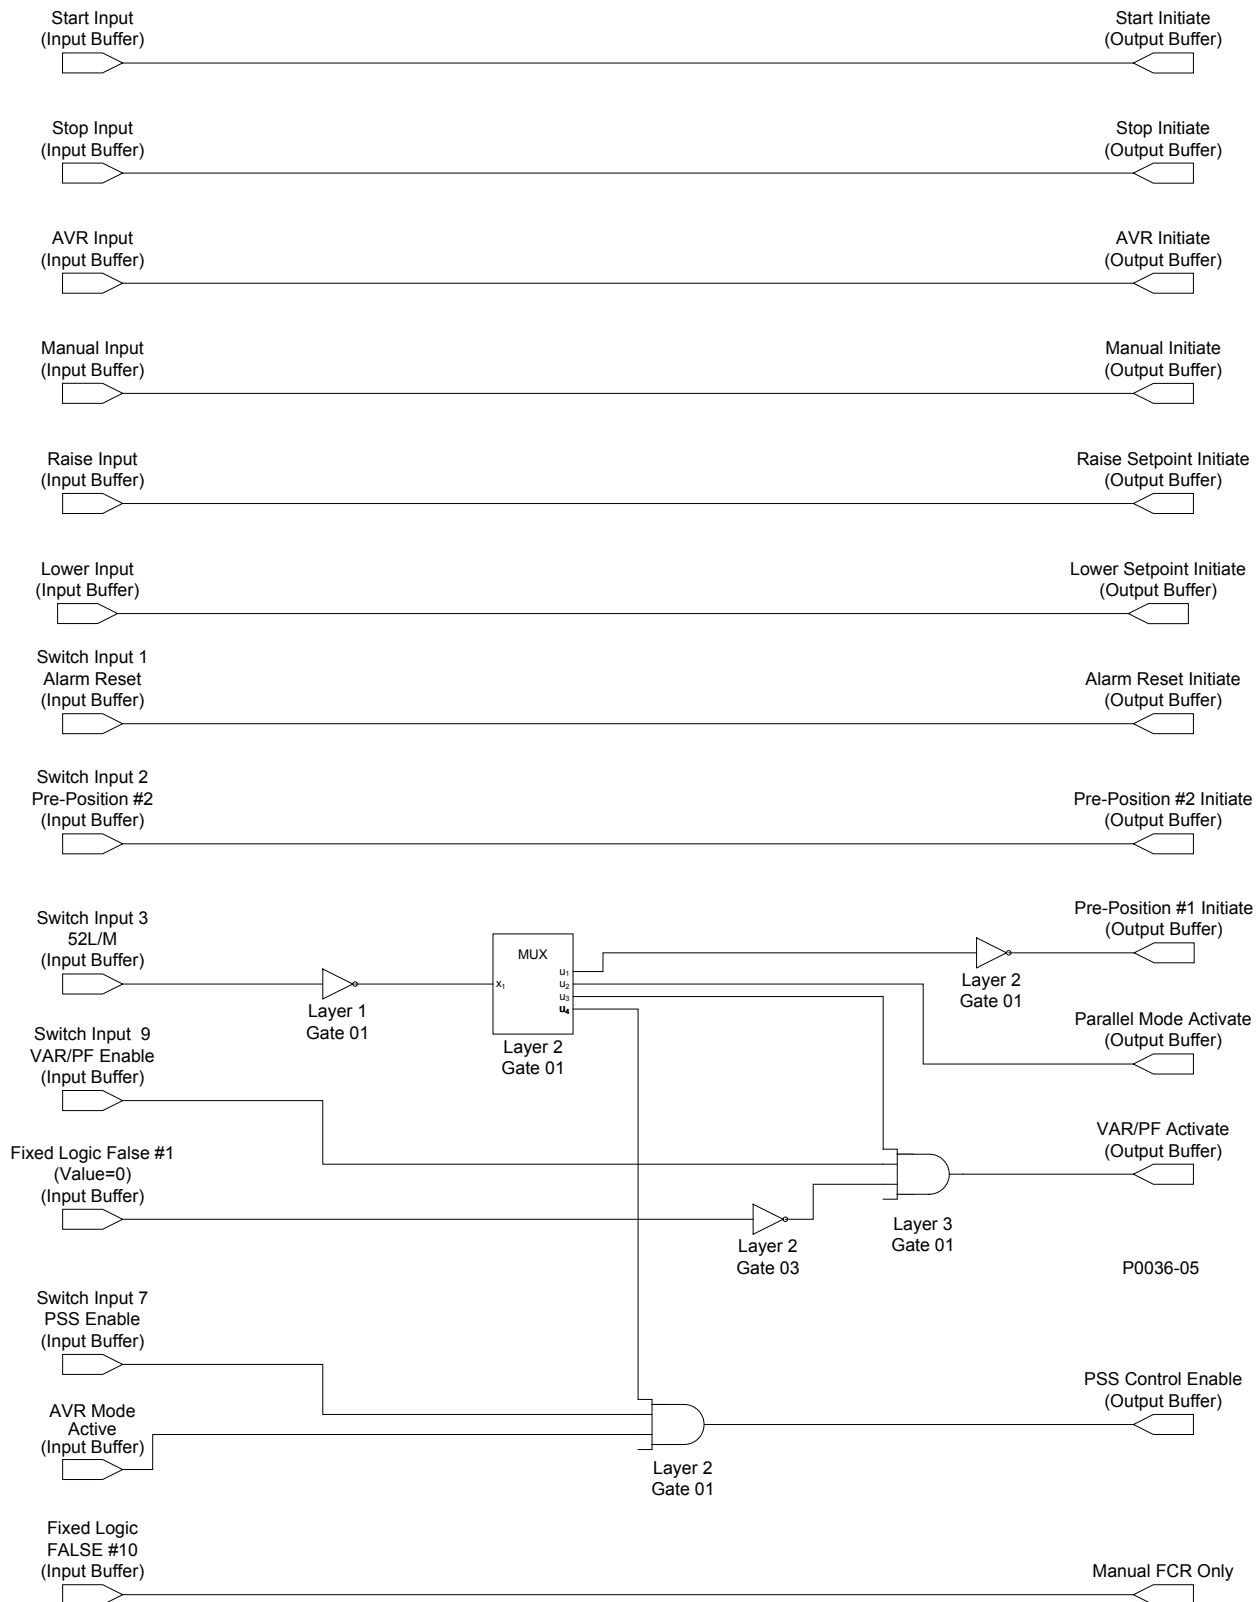 Start Input
(Input Buffer)
Start Initiate
(Output Buffer)
Stop Input
(Input Buffer)
Stop Initiate
(Output Buffer)
AVR Input
(Input Buffer)
AVR Initiate
(Output Buffer)
Manual Input
(Input Buffer)
Manual Initiate
(Output Buffer)
Raise Input
(Input Buffer)
Raise Setpoint Initiate
(Output Buffer)
Lower Input
(Input Buffer)
Lower Setpoint Initiate
(Output Buffer)
Switch Input 1
Alarm Reset
(Input Buffer)
Alarm Reset Initiate
(Output Buffer)
Switch Input 2
Pre-Position #2
(Input Buffer)
Pre-Position #2 Initiate
(Output Buffer)
Switch Input 3
52L/M
(Input Buffer)
Layer 1
Gate 01
MUX
x1
u1
u2
u3
u4
Layer 2
Gate 01
Layer 2
Gate 01
Pre-Position #1 Initiate
(Output Buffer)
Parallel Mode Activate
(Output Buffer)
Switch Input 9
VAR/PF Enable
(Input Buffer)
VAR/PF Activate
(Output Buffer)
Fixed Logic False #1
(Value=0)
(Input Buffer)
Layer 2
Gate 03
Layer 3
Gate 01
P0036-05
Switch Input 7
PSS Enable
(Input Buffer)
AVR Mode
Active
(Input Buffer)
Layer 2
Gate 01
PSS Control Enable
(Output Buffer)
Fixed Logic
FALSE #10
(Input Buffer)
Manual FCR Only